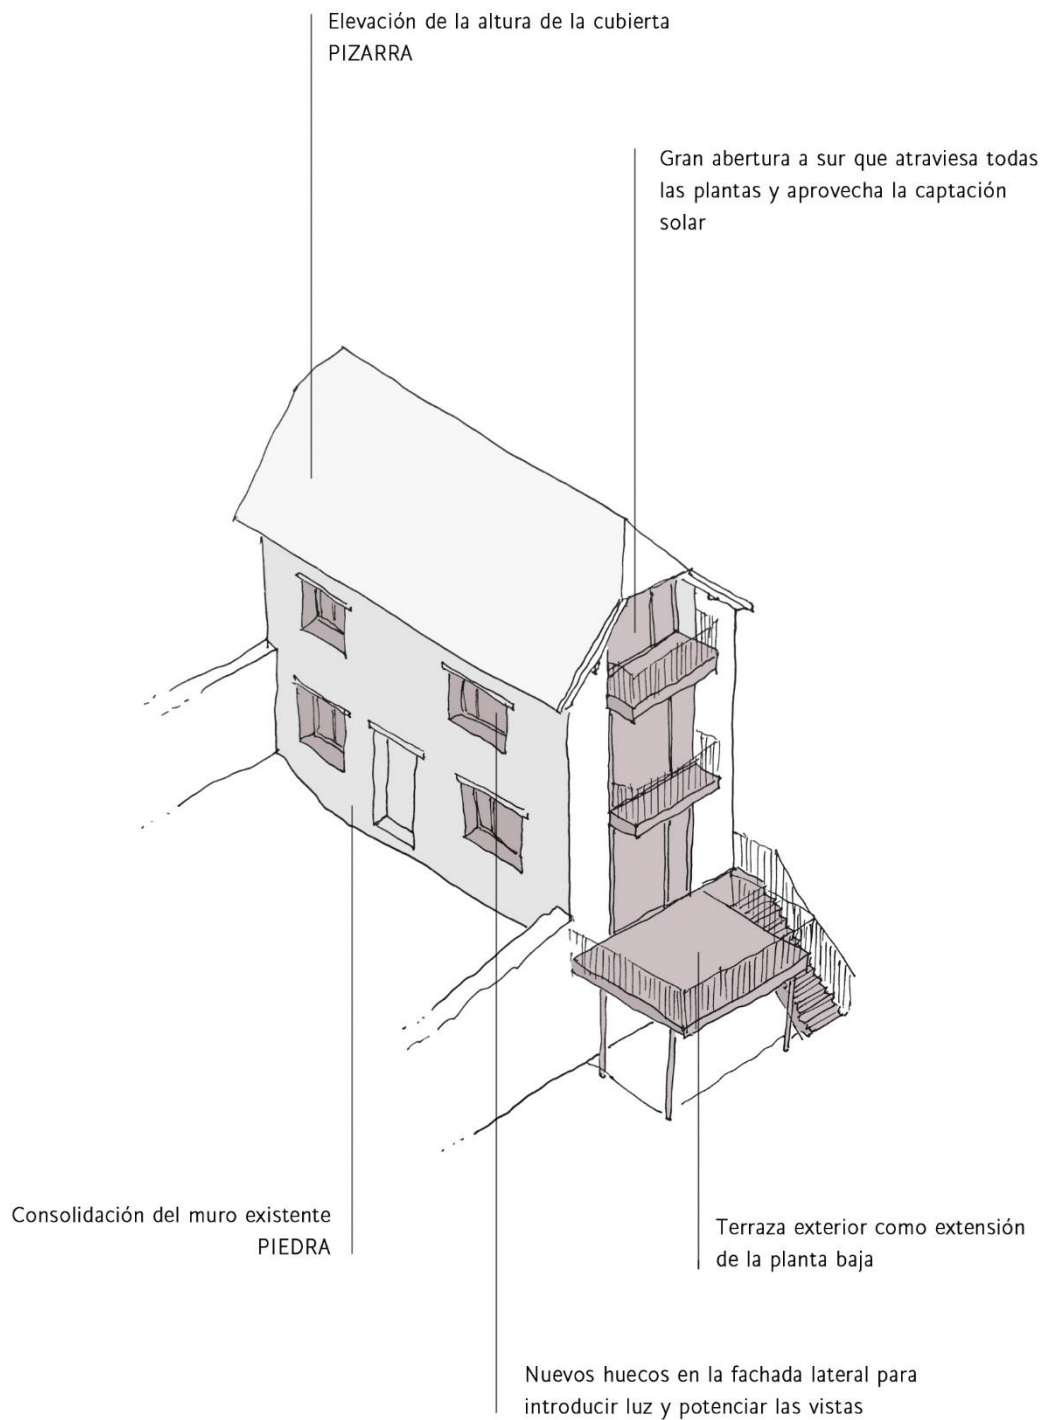 Elevación de la altura de la cubierta
PIZARRA
Gran abertura a sur que atraviesa todas
las plantas y aprovecha la captación
solar
Consolidación del muro existente
PIEDRA
Terraza exterior como extensión
de la planta baja
Nuevos huecos en la fachada lateral para
introducir luz y potenciar las vistas